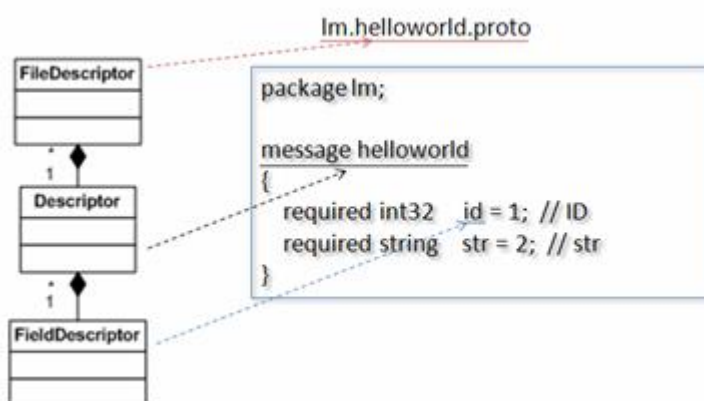 lm.helloworld.proto
FileDescriptor
*
1
Descriptor
*
1
FieldDescriptor
package lm;
message helloworld
{
required int32 id = 1; // ID
required string str = 2; // str
}